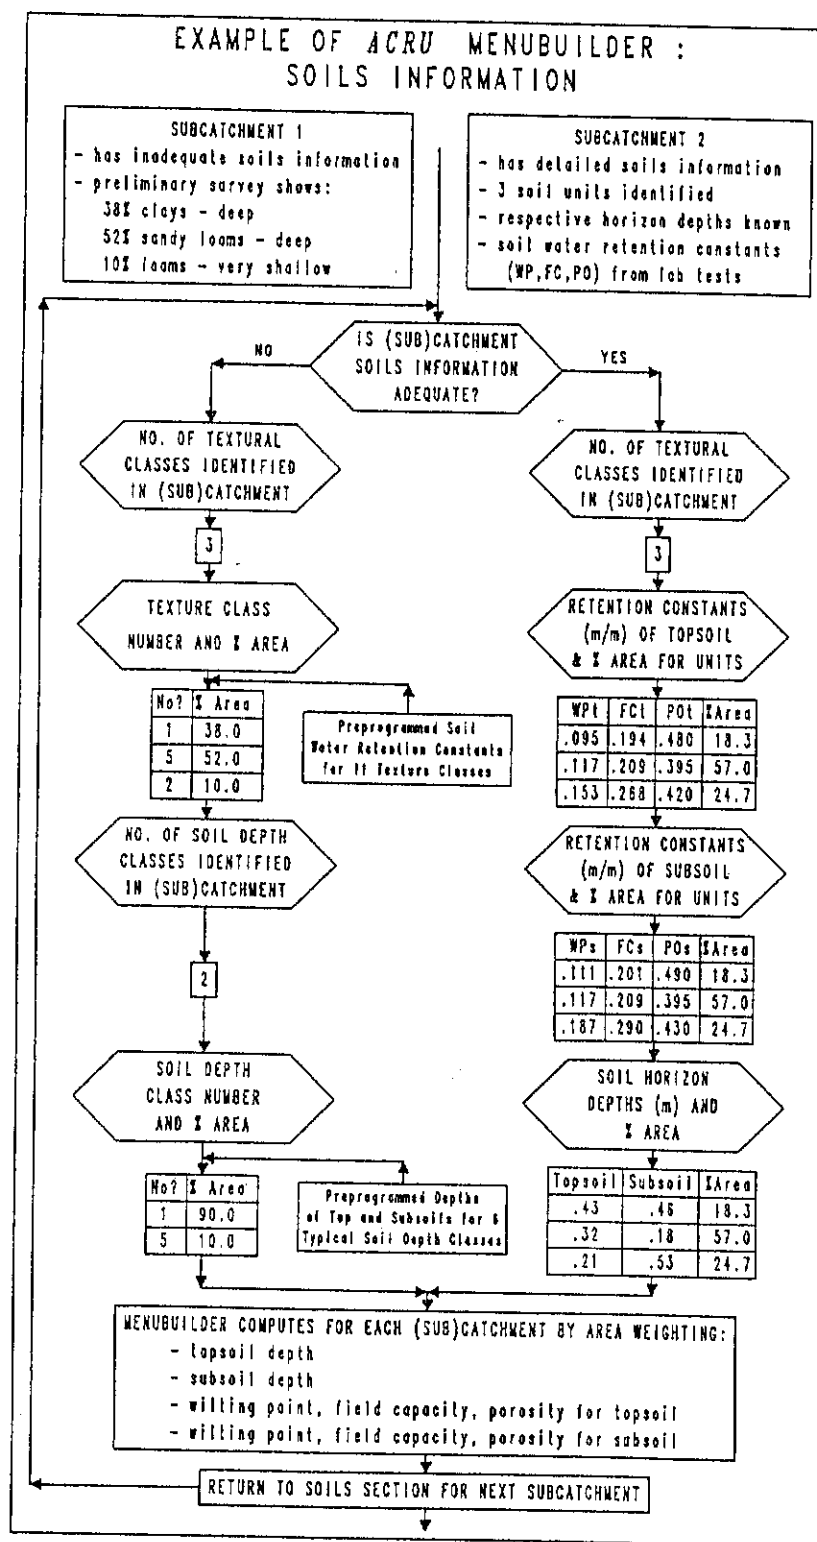 EXAMPLE OF ACRU MENUBUILDER :
SOILS INFORMATION
SUBCATCHMENT 1
- has inadequate soils information
- preliminary survey shows:
38% clays - deep
52% sandy loams - deep
10% loams - very shallow
SUBCATCHMENT 2
- has detailed soils information
- 3 soil units identified
- respective horizon depths known
- soil water retention constants
(WP,FC,PO) from lab tests
IS (SUB)CATCHMENT
SOILS INFORMATION
ADEQUATE?
NO
YES
NO. OF TEXTURAL
CLASSES IDENTIFIED
IN (SUB)CATCHMENT
3
TEXTURE CLASS
NUMBER AND % AREA
No? % Area
1 38.0
5 52.0
2 10.0
Preprogrammed Soil
Water Retention Constants
for 11 Texture Classes
NO. OF SOIL DEPTH
CLASSES IDENTIFIED
IN (SUB)CATCHMENT
2
SOIL DEPTH
CLASS NUMBER
AND % AREA
No? % Area
1 90.0
5 10.0
Preprogrammed Depths
of Top and Subsoils for 6
Typical Soil Depth Classes
NO. OF TEXTURAL
CLASSES IDENTIFIED
IN (SUB)CATCHMENT
3
RETENTION CONSTANTS
(m/m) OF TOPSOIL
& % AREA FOR UNITS
WPt FCt POt %Area
.095 .194 .480 18.3
.117 .209 .395 57.0
.153 .268 .420 24.7
RETENTION CONSTANTS
(m/m) OF SUBSOIL
& % AREA FOR UNITS
WPs FCs POs %Area
.111 .201 .490 18.3
.117 .209 .395 57.0
.187 .290 .430 24.7
SOIL HORIZON
DEPTHS (m) AND
% AREA
Topsoil Subsoil %Area
.43 .46 18.3
.32 .18 57.0
.21 .53 24.7
MENUBUILDER COMPUTES FOR EACH (SUB)CATCHMENT BY AREA WEIGHTING:
- topsoil depth
- subsoil depth
- wilting point, field capacity, porosity for topsoil
- wilting point, field capacity, porosity for subsoil
RETURN TO SOILS SECTION FOR NEXT SUBCATCHMENT